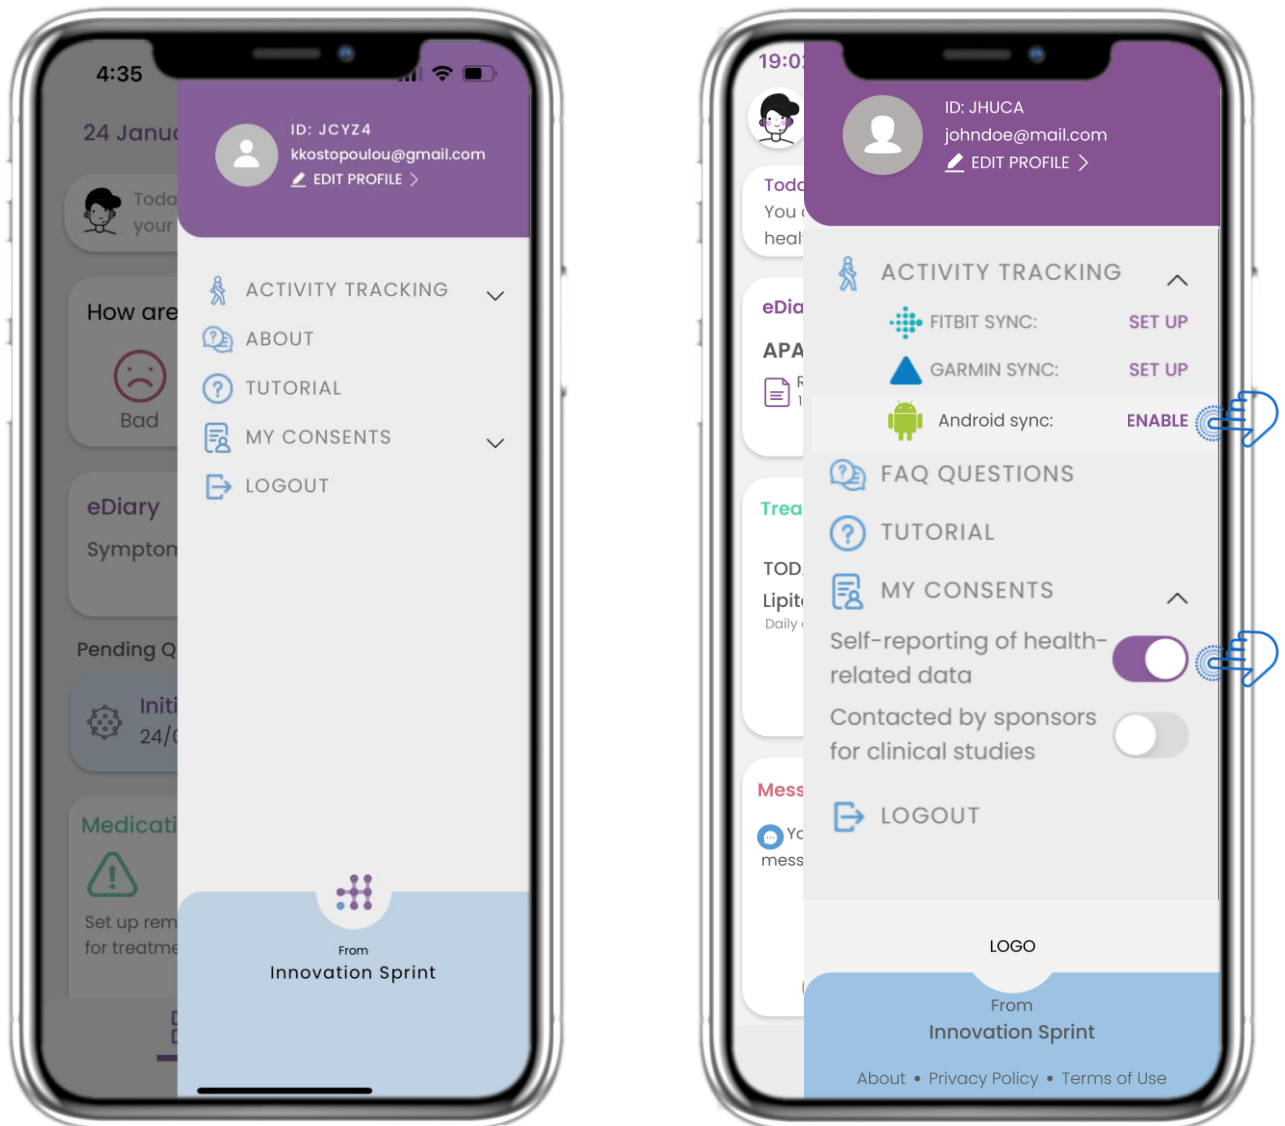 4:35
24 Janua
ID: JCYZ4
kkostopoulou@gmail.com
EDIT PROFILE
Toda
your
How are
Bad
eDiary
Symptom
Pending Q
Initi
24/0
Medicati
Set up rem
for treatme
ACTIVITY TRACKING
ABOUT
TUTORIAL
MY CONSENTS
LOGOUT
From
Innovation Sprint
19:02
ID: JHUCA
johndoe@mail.com
EDIT PROFILE
Toda
You
heal
eDia
APA
R
1
Trea
TOD
Lipit
Daily
Mess
Yo
mess
ACTIVITY TRACKING
FITBIT SYNC: SET UP
GARMIN SYNC: SET UP
Android sync: ENABLE
FAQ QUESTIONS
TUTORIAL
MY CONSENTS
Self-reporting of health-
related data
Contacted by sponsors
for clinical studies
LOGOUT
LOGO
From
Innovation Sprint
About • Privacy Policy • Terms of Use